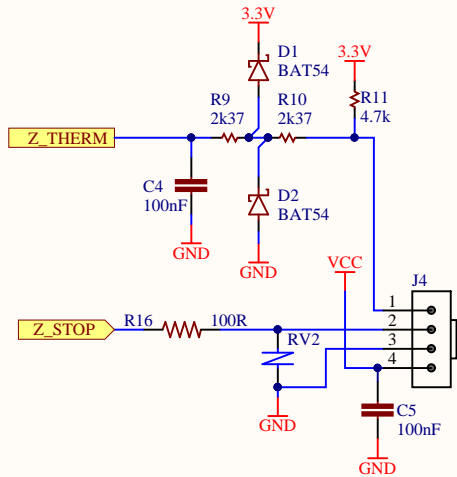 3.3V
D1
BAT54
3.3V
R9
2k37
R10
2k37
R11
4.7k
Z_THERM
C4
100nF
D2
BAT54
GND
GND
VCC
J4
1
2
3
4
Z_STOP
R16
100R
RV2
C5
100nF
GND
GND